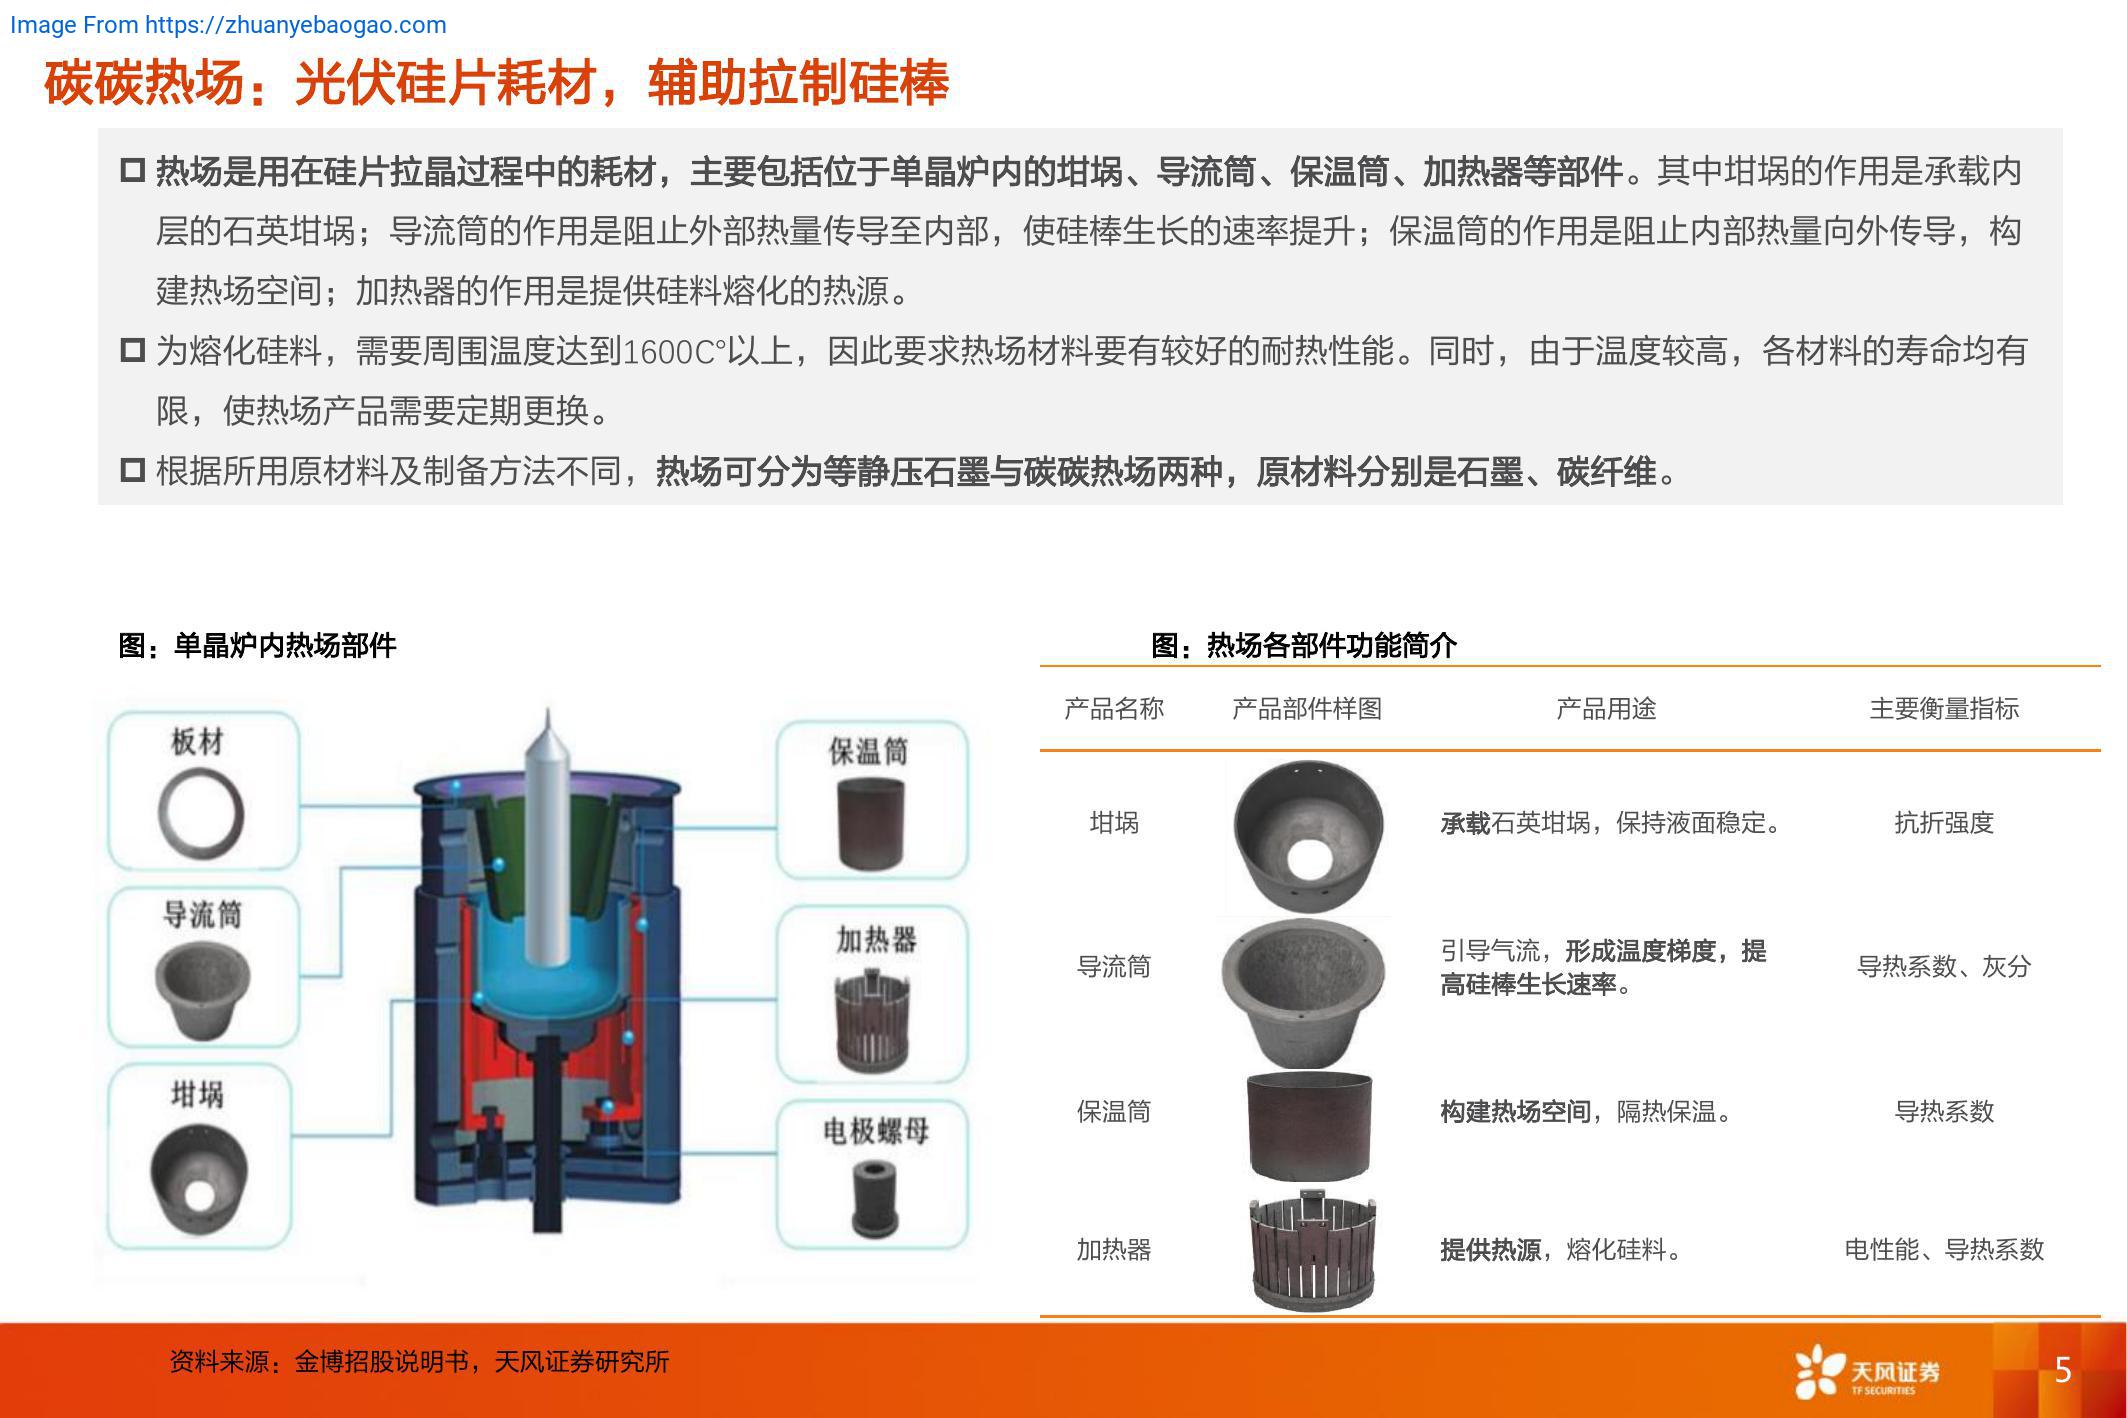 Image From https://zhuanyebaogao.com
碳碳热场：光伏硅片耗材，辅助拉制硅棒
热场是用在硅片拉晶过程中的耗材，主要包括位于单晶炉内的坩埚、导流筒、保温筒、加热器等部件。其中坩埚的作用是承载内
层的石英坩埚；导流筒的作用是阻止外部热量传导至内部，使硅棒生长的速率提升；保温筒的作用是阻止内部热量向外传导，构
建热场空间；加热器的作用是提供硅料熔化的热源。
为熔化硅料，需要周围温度达到1600C°以上，因此要求热场材料要有较好的耐热性能。同时，由于温度较高，各材料的寿命均有
限，使热场产品需要定期更换。
根据所用原材料及制备方法不同，热场可分为等静压石墨与碳碳热场两种，原材料分别是石墨、碳纤维。
图：单晶炉内热场部件
板材
导流筒
坩埚
保温筒
加热器
电极螺母
图：热场各部件功能简介
产品名称 产品部件样图 产品用途 主要衡量指标
坩埚 承载石英坩埚，保持液面稳定。 抗折强度
导流筒 引导气流，形成温度梯度，提 导热系数、灰分
高硅棒生长速率。
保温筒 构建热场空间，隔热保温。 导热系数
加热器 提供热源，熔化硅料。 电性能、导热系数
资料来源：金博招股说明书，天风证券研究所
天风证券
TF SECURITIES
5